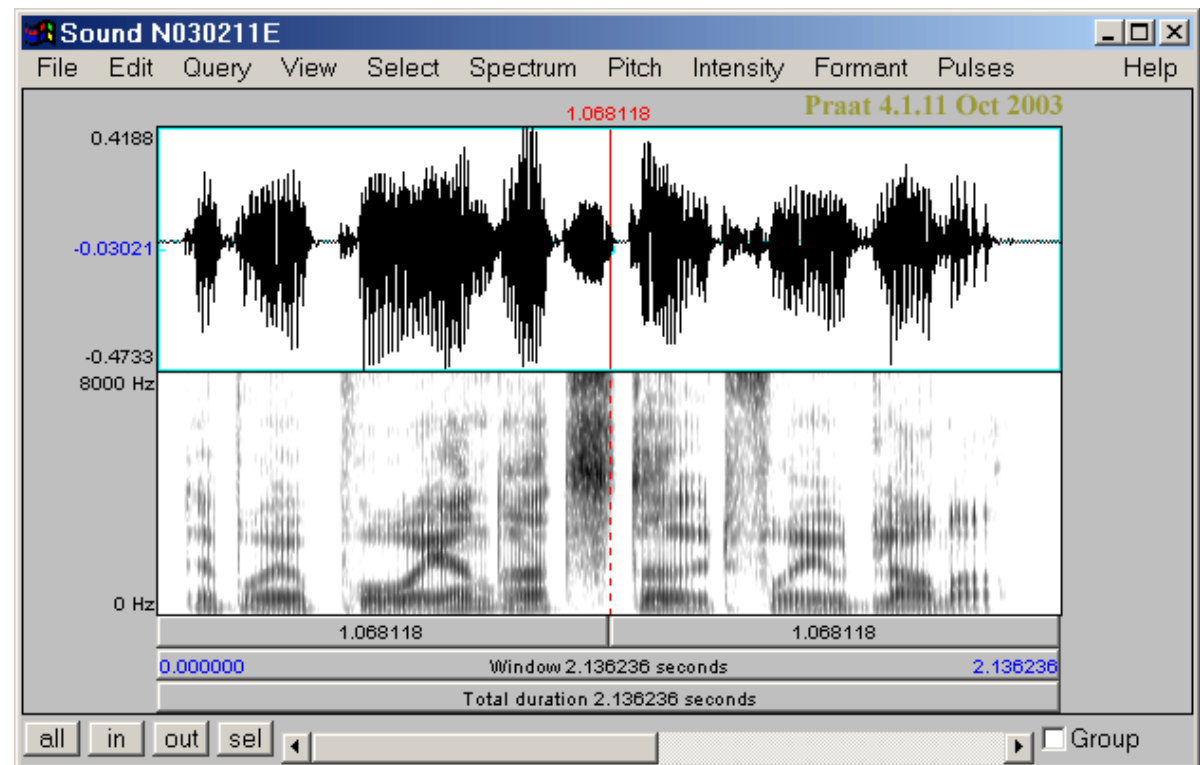 Sound N030211E
File Edit Query View Select Spectrum Pitch Intensity Formant Pulses Help
Praat 4.1.11 Oct 2003
1.068118
0.4188
-0.03021
-0.4733
8000 Hz
0 Hz
1.068118 1.068118
0.000000 Window 2.136236 seconds 2.136236
Total duration 2.136236 seconds
all in out sel Group